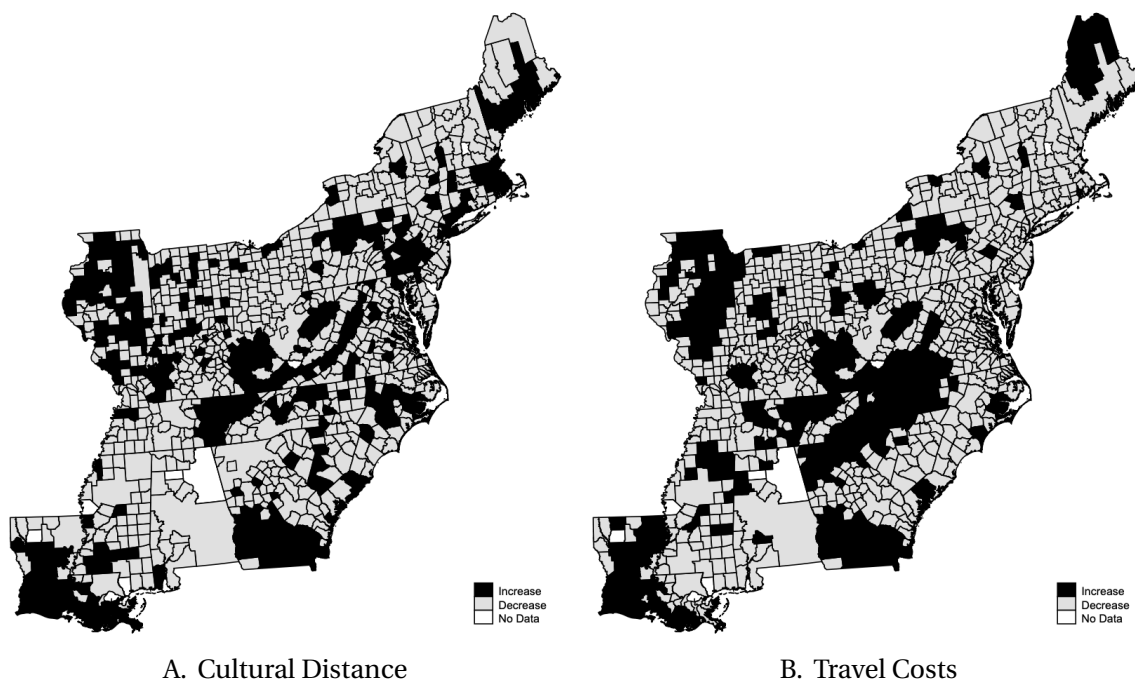 Increase
Decrease
No Data
Increase
Decrease
No Data
A. Cultural Distance
B. Travel Costs